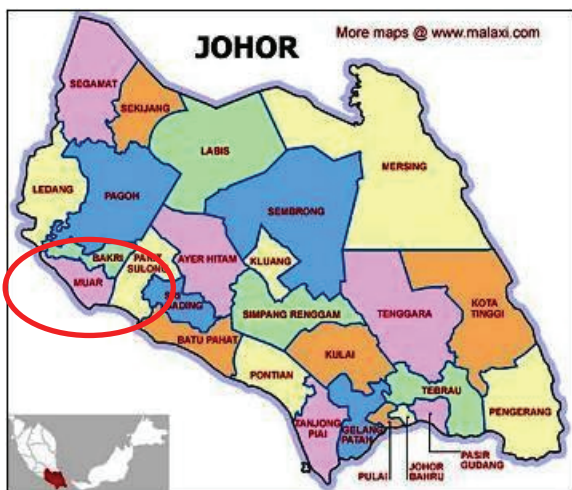 JOHOR
More maps @ www.malaxi.com
SEGAMAT
SEKIJANG
LABIS
MERSING
LEDANG
PAGOH
SEMBRONG
BAKRI
PARIT
SULONG
AYER HITAM
KLUANG
MUAR
GADING
SIMPANG RENGGAM
TENGGARA
KOTA
TINGGI
BATU PAHAT
KULAI
PONTIAN
TEBRAU
PENGERANG
TANJONG
PIAI
GELANG
PATAH
PULAI
JOHOR
BAHRU
PASIR
GUDANG